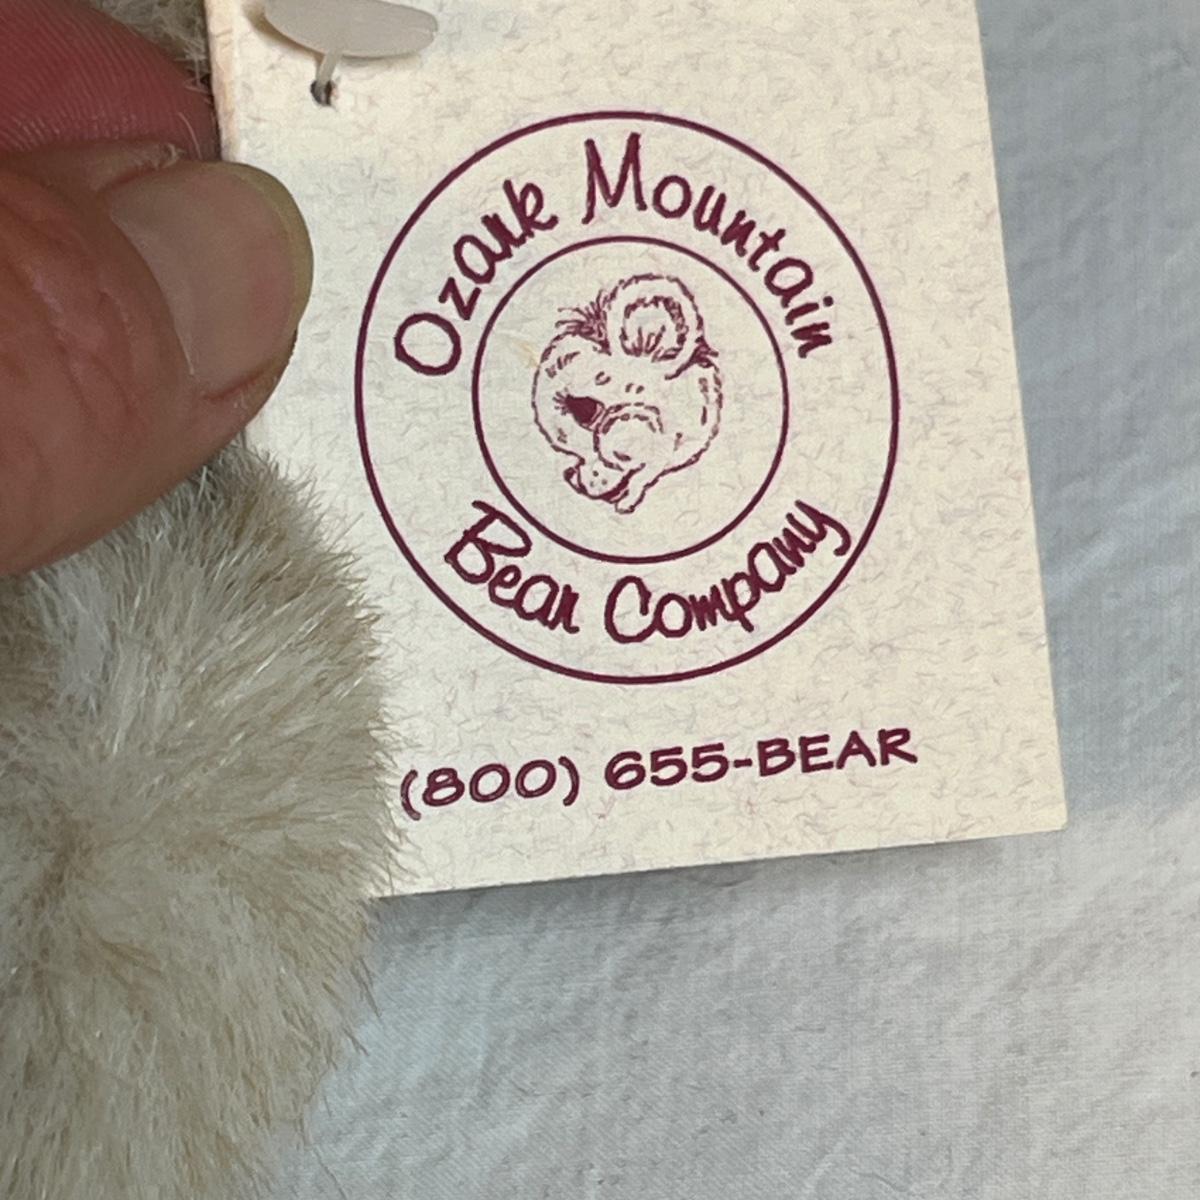 Ozark Mountain
Bear Company
(800) 655-BEAR